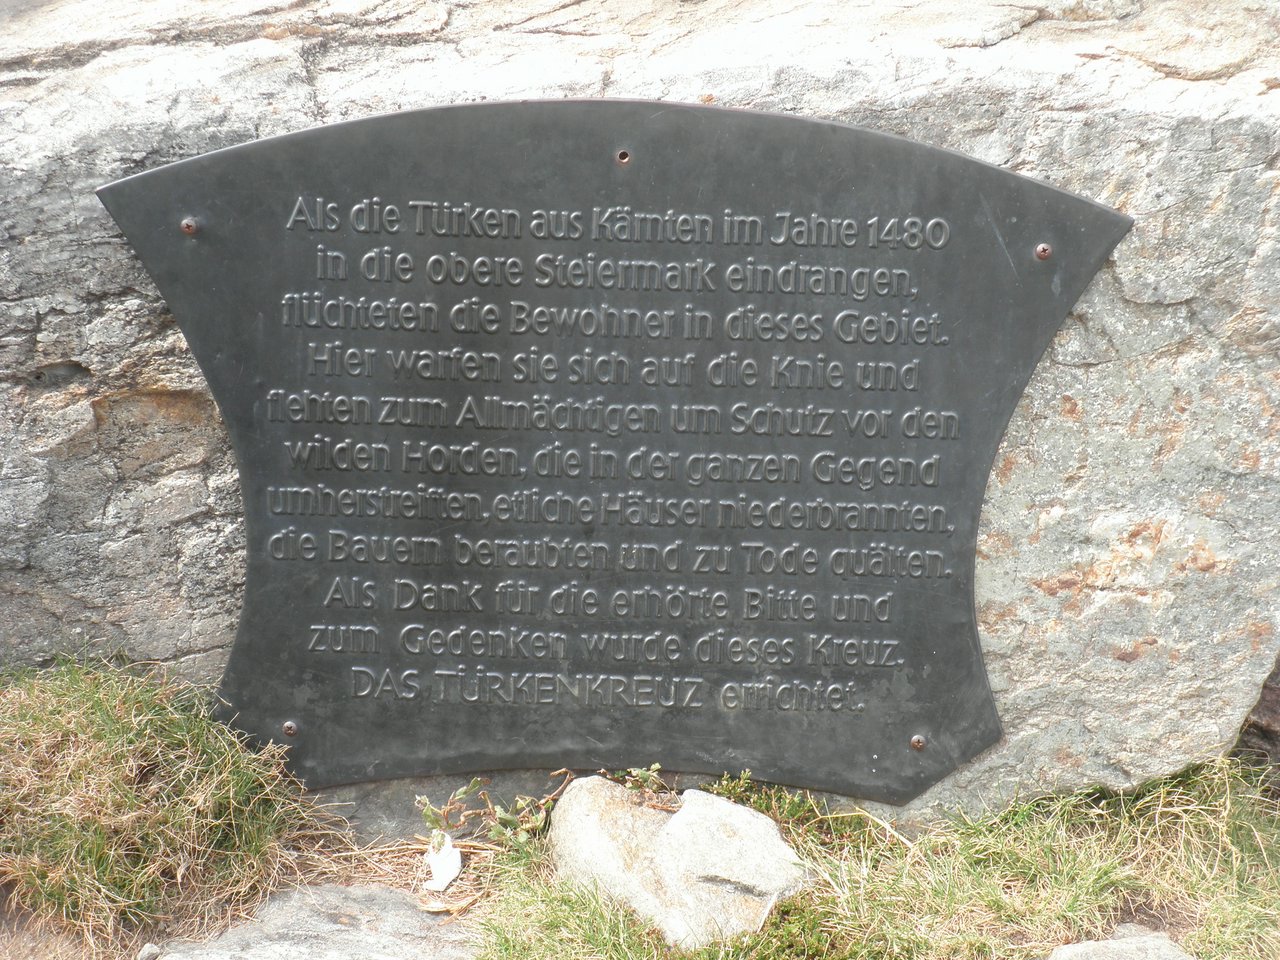 Als die Türken aus Kärnten im Jahre 1480
in die obere Steiermark eindrangen,
flüchteten die Bewohner in dieses Gebiet.
Hier warfen sie sich auf die Knie und
flehten zum Allmächtigen um Schutz vor den
wilden Horden, die in der ganzen Gegend
umherstreiften, etliche Häuser niederbrannten,
die Bauern beraubten und zu Tode quälten.
Als Dank für die erhörte Bitte und
zum Gedenken wurde dieses Kreuz.
DAS TÜRKENKREUZ errichtet.